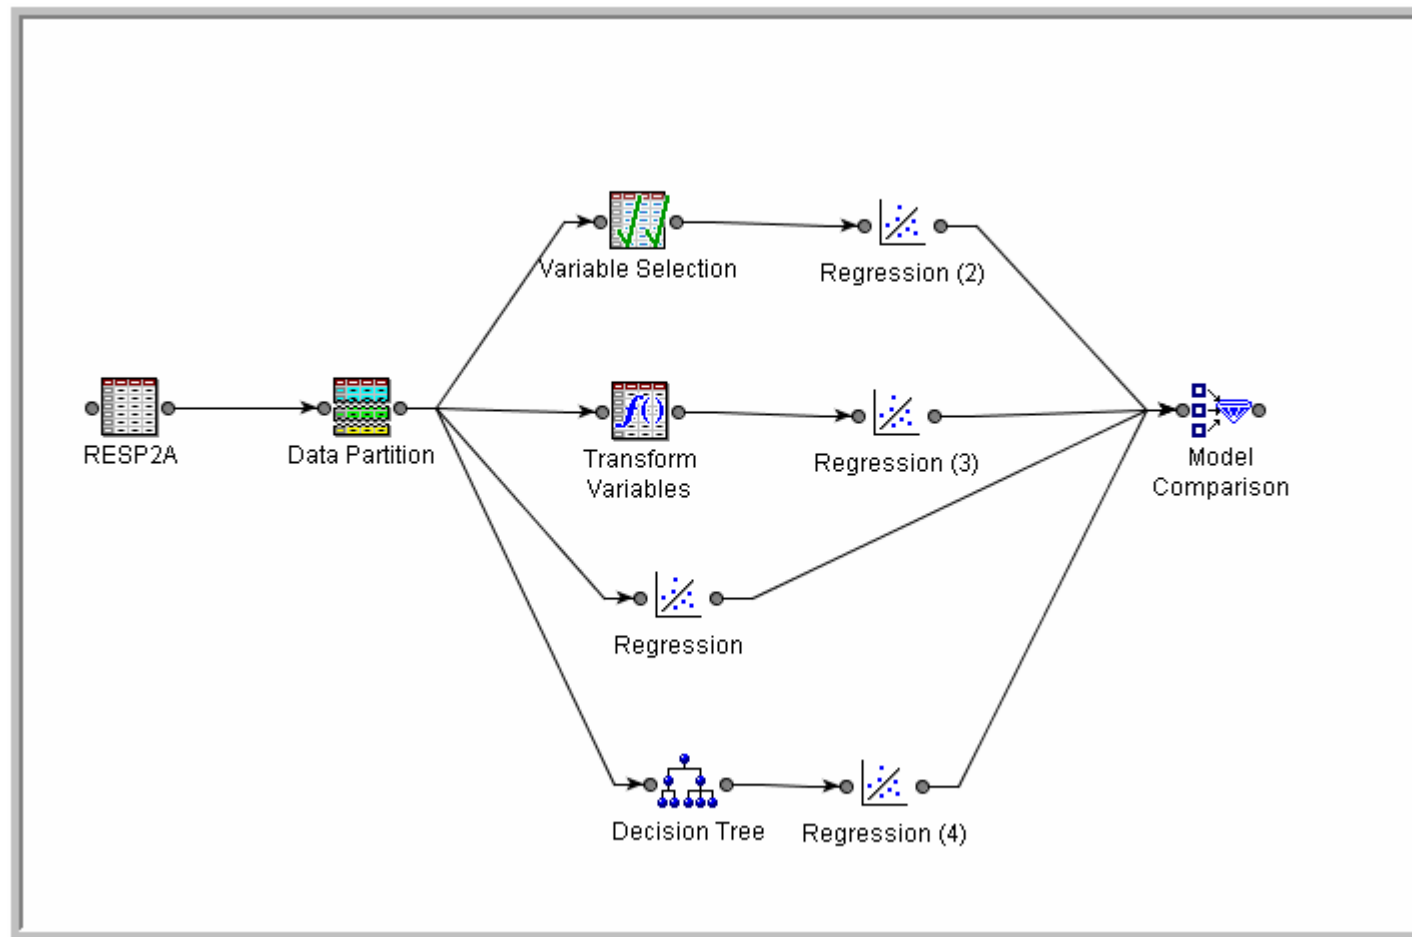 Variable Selection
Regression (2)
RESP2A
Data Partition
Transform
Variables
Regression (3)
Model
Comparison
Regression
Decision Tree
Regression (4)